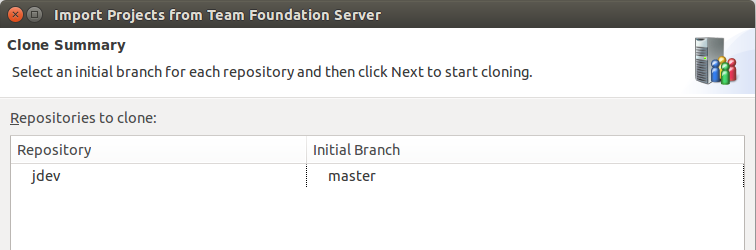 Import Projects from Team Foundation Server
Clone Summary
Select an initial branch for each repository and then click Next to start cloning.
Repositories to clone:
Repository Initial Branch
jdev master